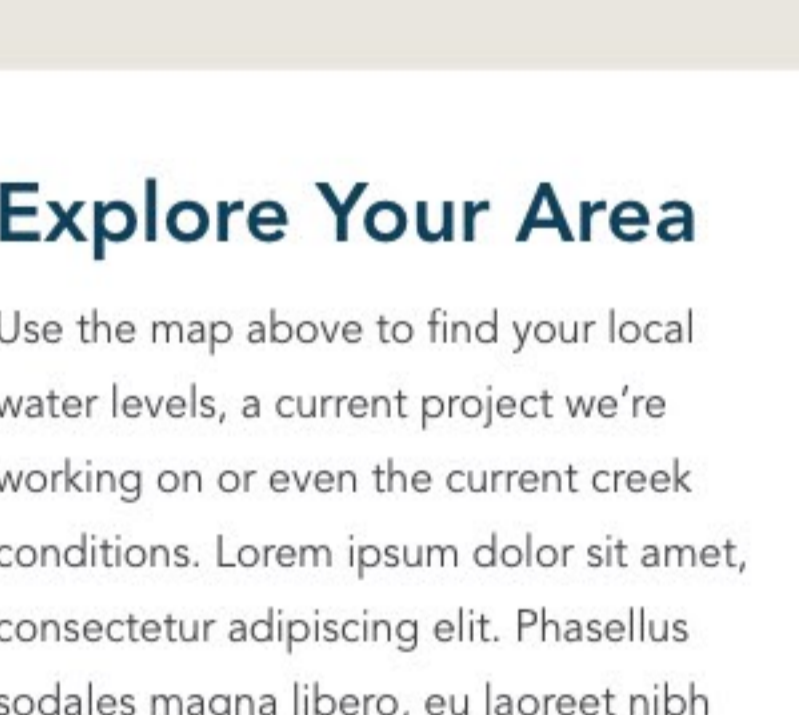 Explore Your Area
Use the map above to find your local
water levels, a current project we’re
working on or even the current creek
conditions. Lorem ipsum dolor sit amet,
consectetur adipiscing elit. Phasellus
sodales magna libero, eu laoreet nibh